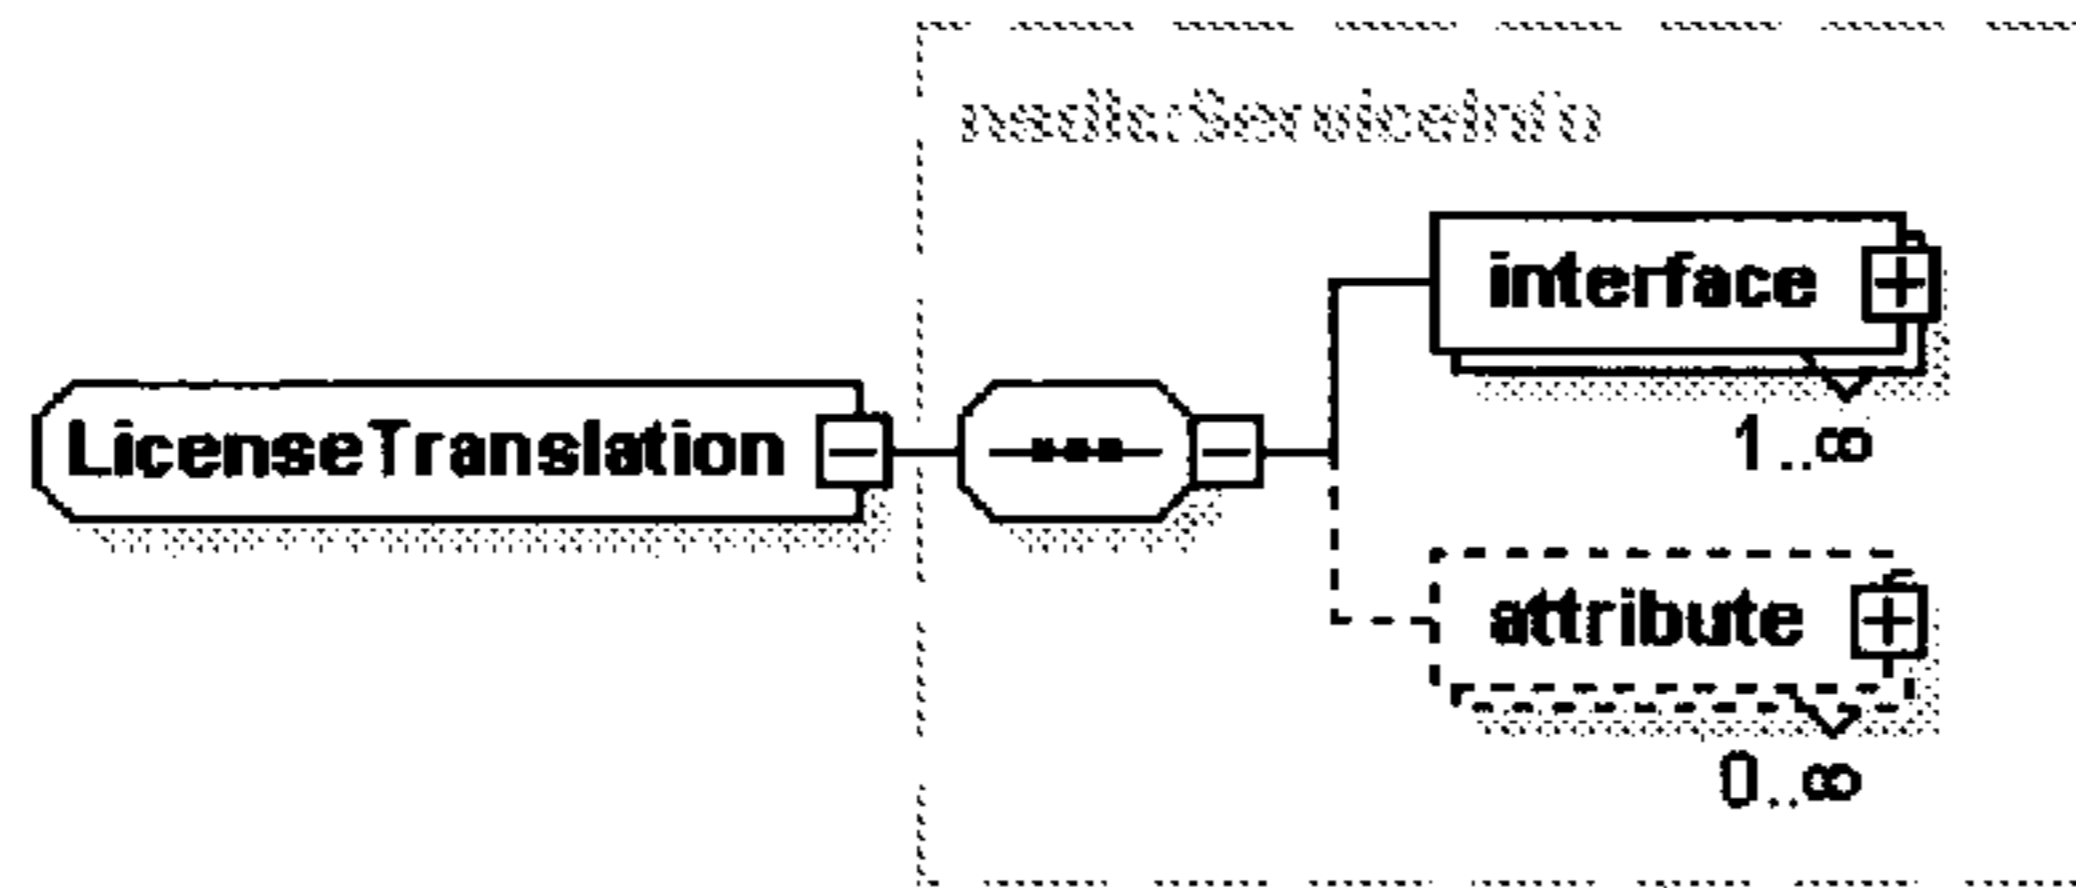 LicenseTranslation
interface
1..∞
attribute
0..∞